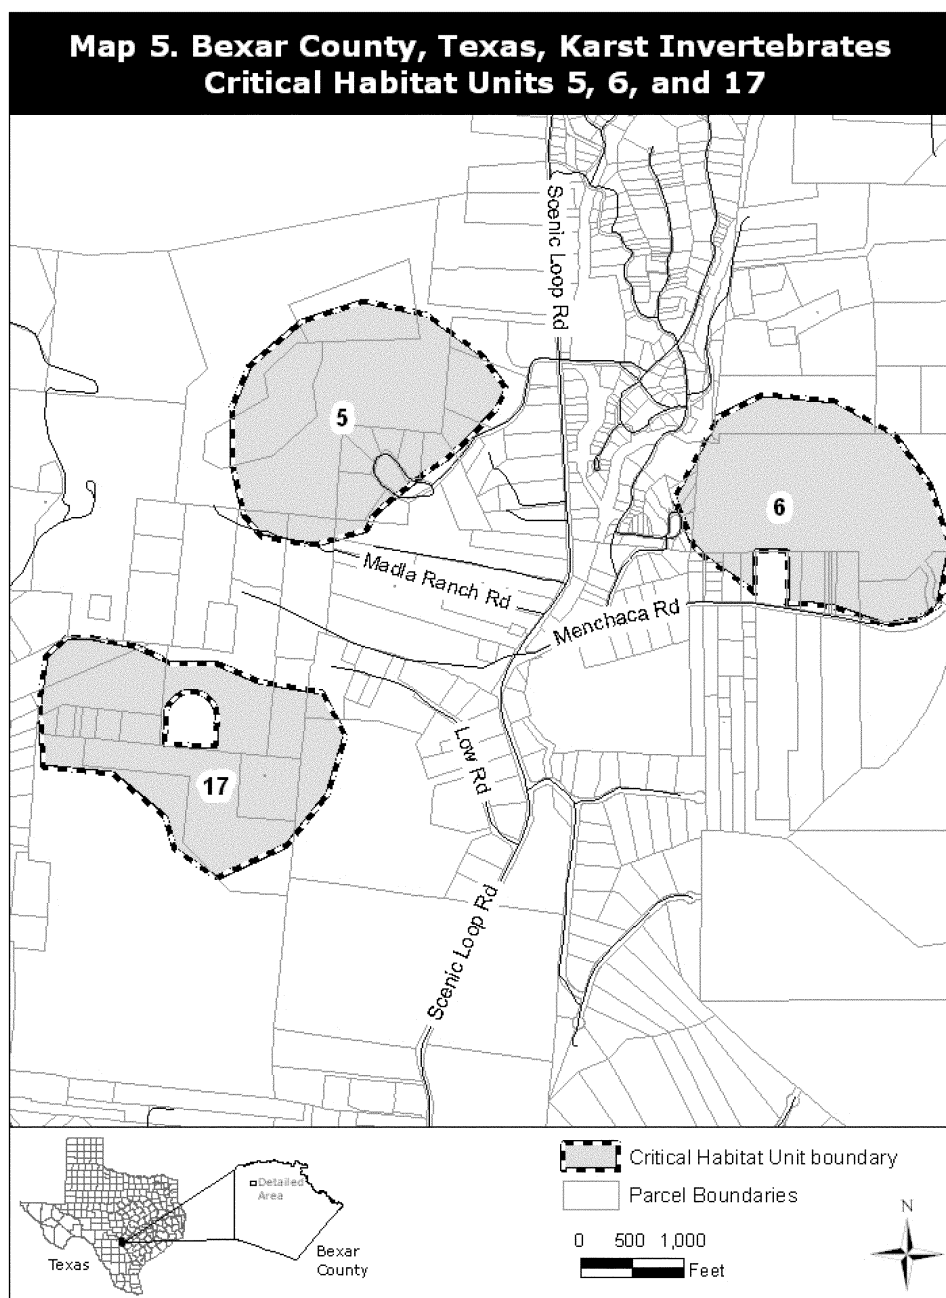 Map 5. Bexar County, Texas, Karst Invertebrates
Critical Habitat Units 5, 6, and 17
Scenic Loop Rd
5
6
Madla Ranch Rd
Menchaca Rd
Low Rd
17
Scenic Loop Rd
Detailed
Area
Texas
Bexar
County
Critical Habitat Unit boundary
Parcel Boundaries
0 500 1,000
Feet
N